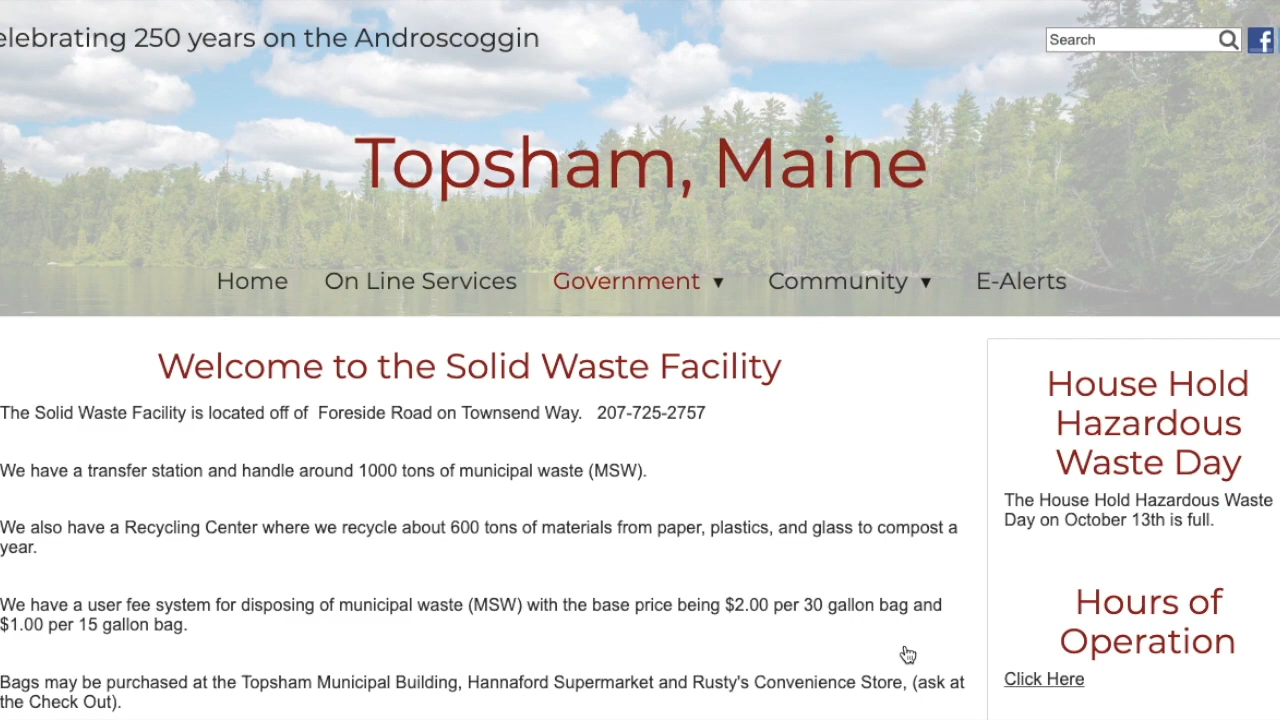 elebrating 250 years on the Androscoggin
Search
f
Topsham, Maine
Home On Line Services Government ▼ Community ▼ E-Alerts
Welcome to the Solid Waste Facility
The Solid Waste Facility is located off of Foreside Road on Townsend Way. 207-725-2757
We have a transfer station and handle around 1000 tons of municipal waste (MSW).
We also have a Recycling Center where we recycle about 600 tons of materials from paper, plastics, and glass to compost a
year.
We have a user fee system for disposing of municipal waste (MSW) with the base price being $2.00 per 30 gallon bag and
$1.00 per 15 gallon bag.
Bags may be purchased at the Topsham Municipal Building, Hannaford Supermarket and Rusty's Convenience Store, (ask at
the Check Out).
House Hold
Hazardous
Waste Day
The House Hold Hazardous Waste
Day on October 13th is full.
Hours of
Operation
Click Here